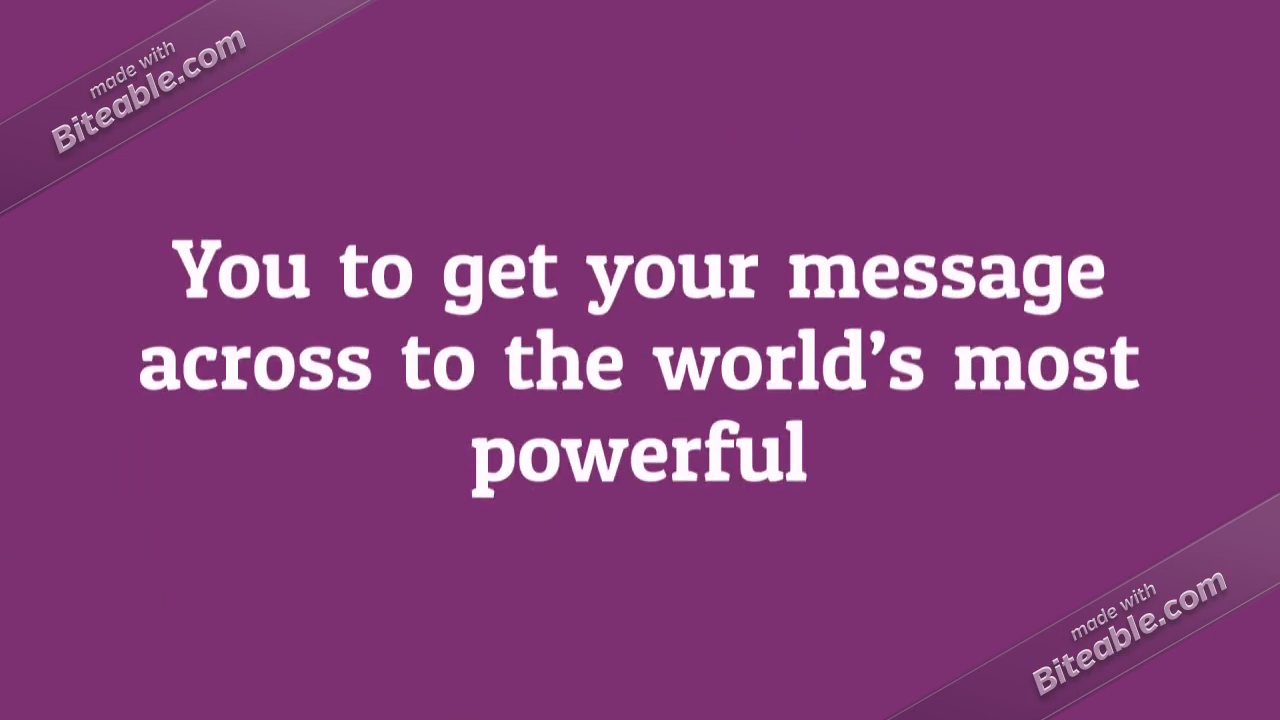 made with
Biteable.com
You to get your message
across to the world’s most
powerful
made with
Biteable.com